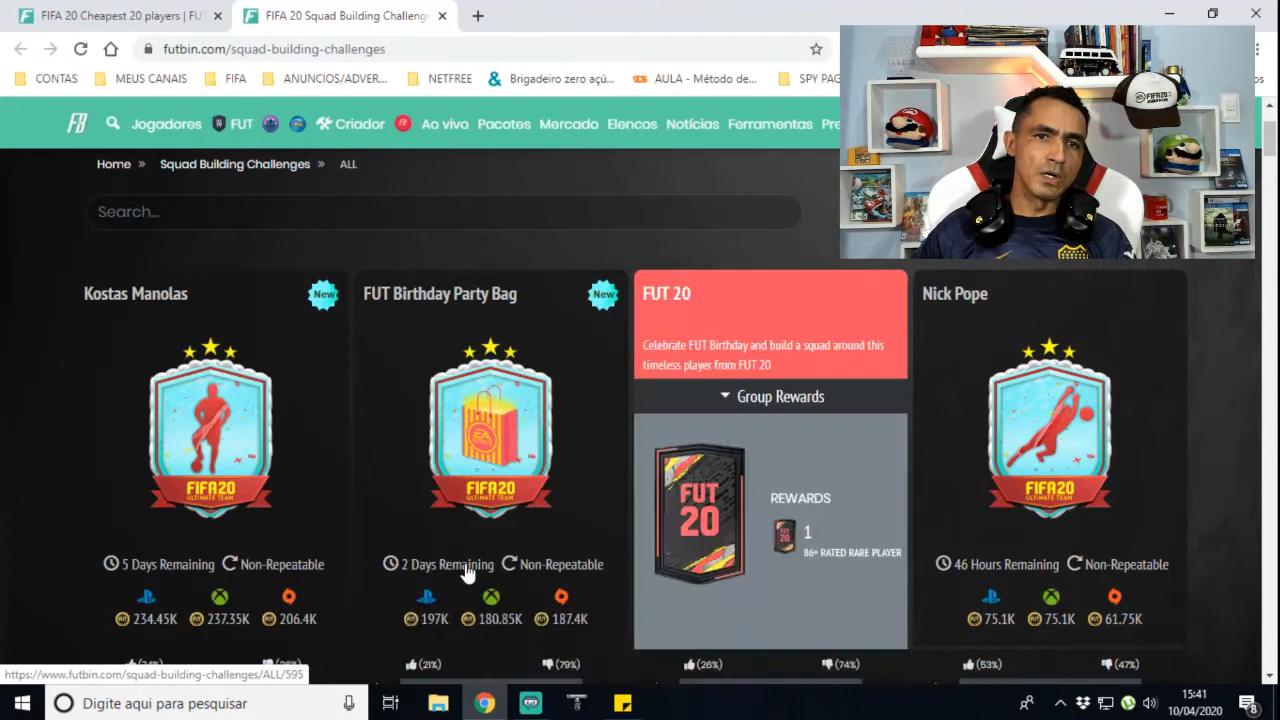 FIFA 20 Cheapest 20 players | FUT
FIFA 20 Squad Building Challenge
futbin.com/squad-building-challenges
CONTAS
MEUS CANAIS
FIFA
ANUNCIOS/ADVER...
NETFREE
Brigadeiro zero açú...
AULA - Método de...
SPY PAG
os
Jogadores
FUT
Criador
Ao vivo
Pacotes
Mercado
Elencos
Notícias
Ferramentas
Pre
Home » Squad Building Challenges » ALL
Search...
Kostas Manolas
New
FIFA20
ULTIMATE TEAM
5 Days Remaining
Non-Repeatable
234.45K
237.35K
206.4K
FUT Birthday Party Bag
New
EA
FIFA20
ULTIMATE TEAM
2 Days Remaining
Non-Repeatable
197K
180.85K
187.4K
(21%)
(79%)
FUT 20
Celebrate FUT Birthday and build a squad around this
timeless player from FUT 20
Group Rewards
FUT
20
REWARDS
1
86+ RATED RARE PLAYER
(26%)
(74%)
Nick Pope
FIFA20
ULTIMATE TEAM
46 Hours Remaining
Non-Repeatable
75.1K
75.1K
61.75K
(53%)
(47%)
https://www.futbin.com/squad-building-challenges/ALL/595
Digite aqui para pesquisar
15:41
10/04/2020
8
FIFA20